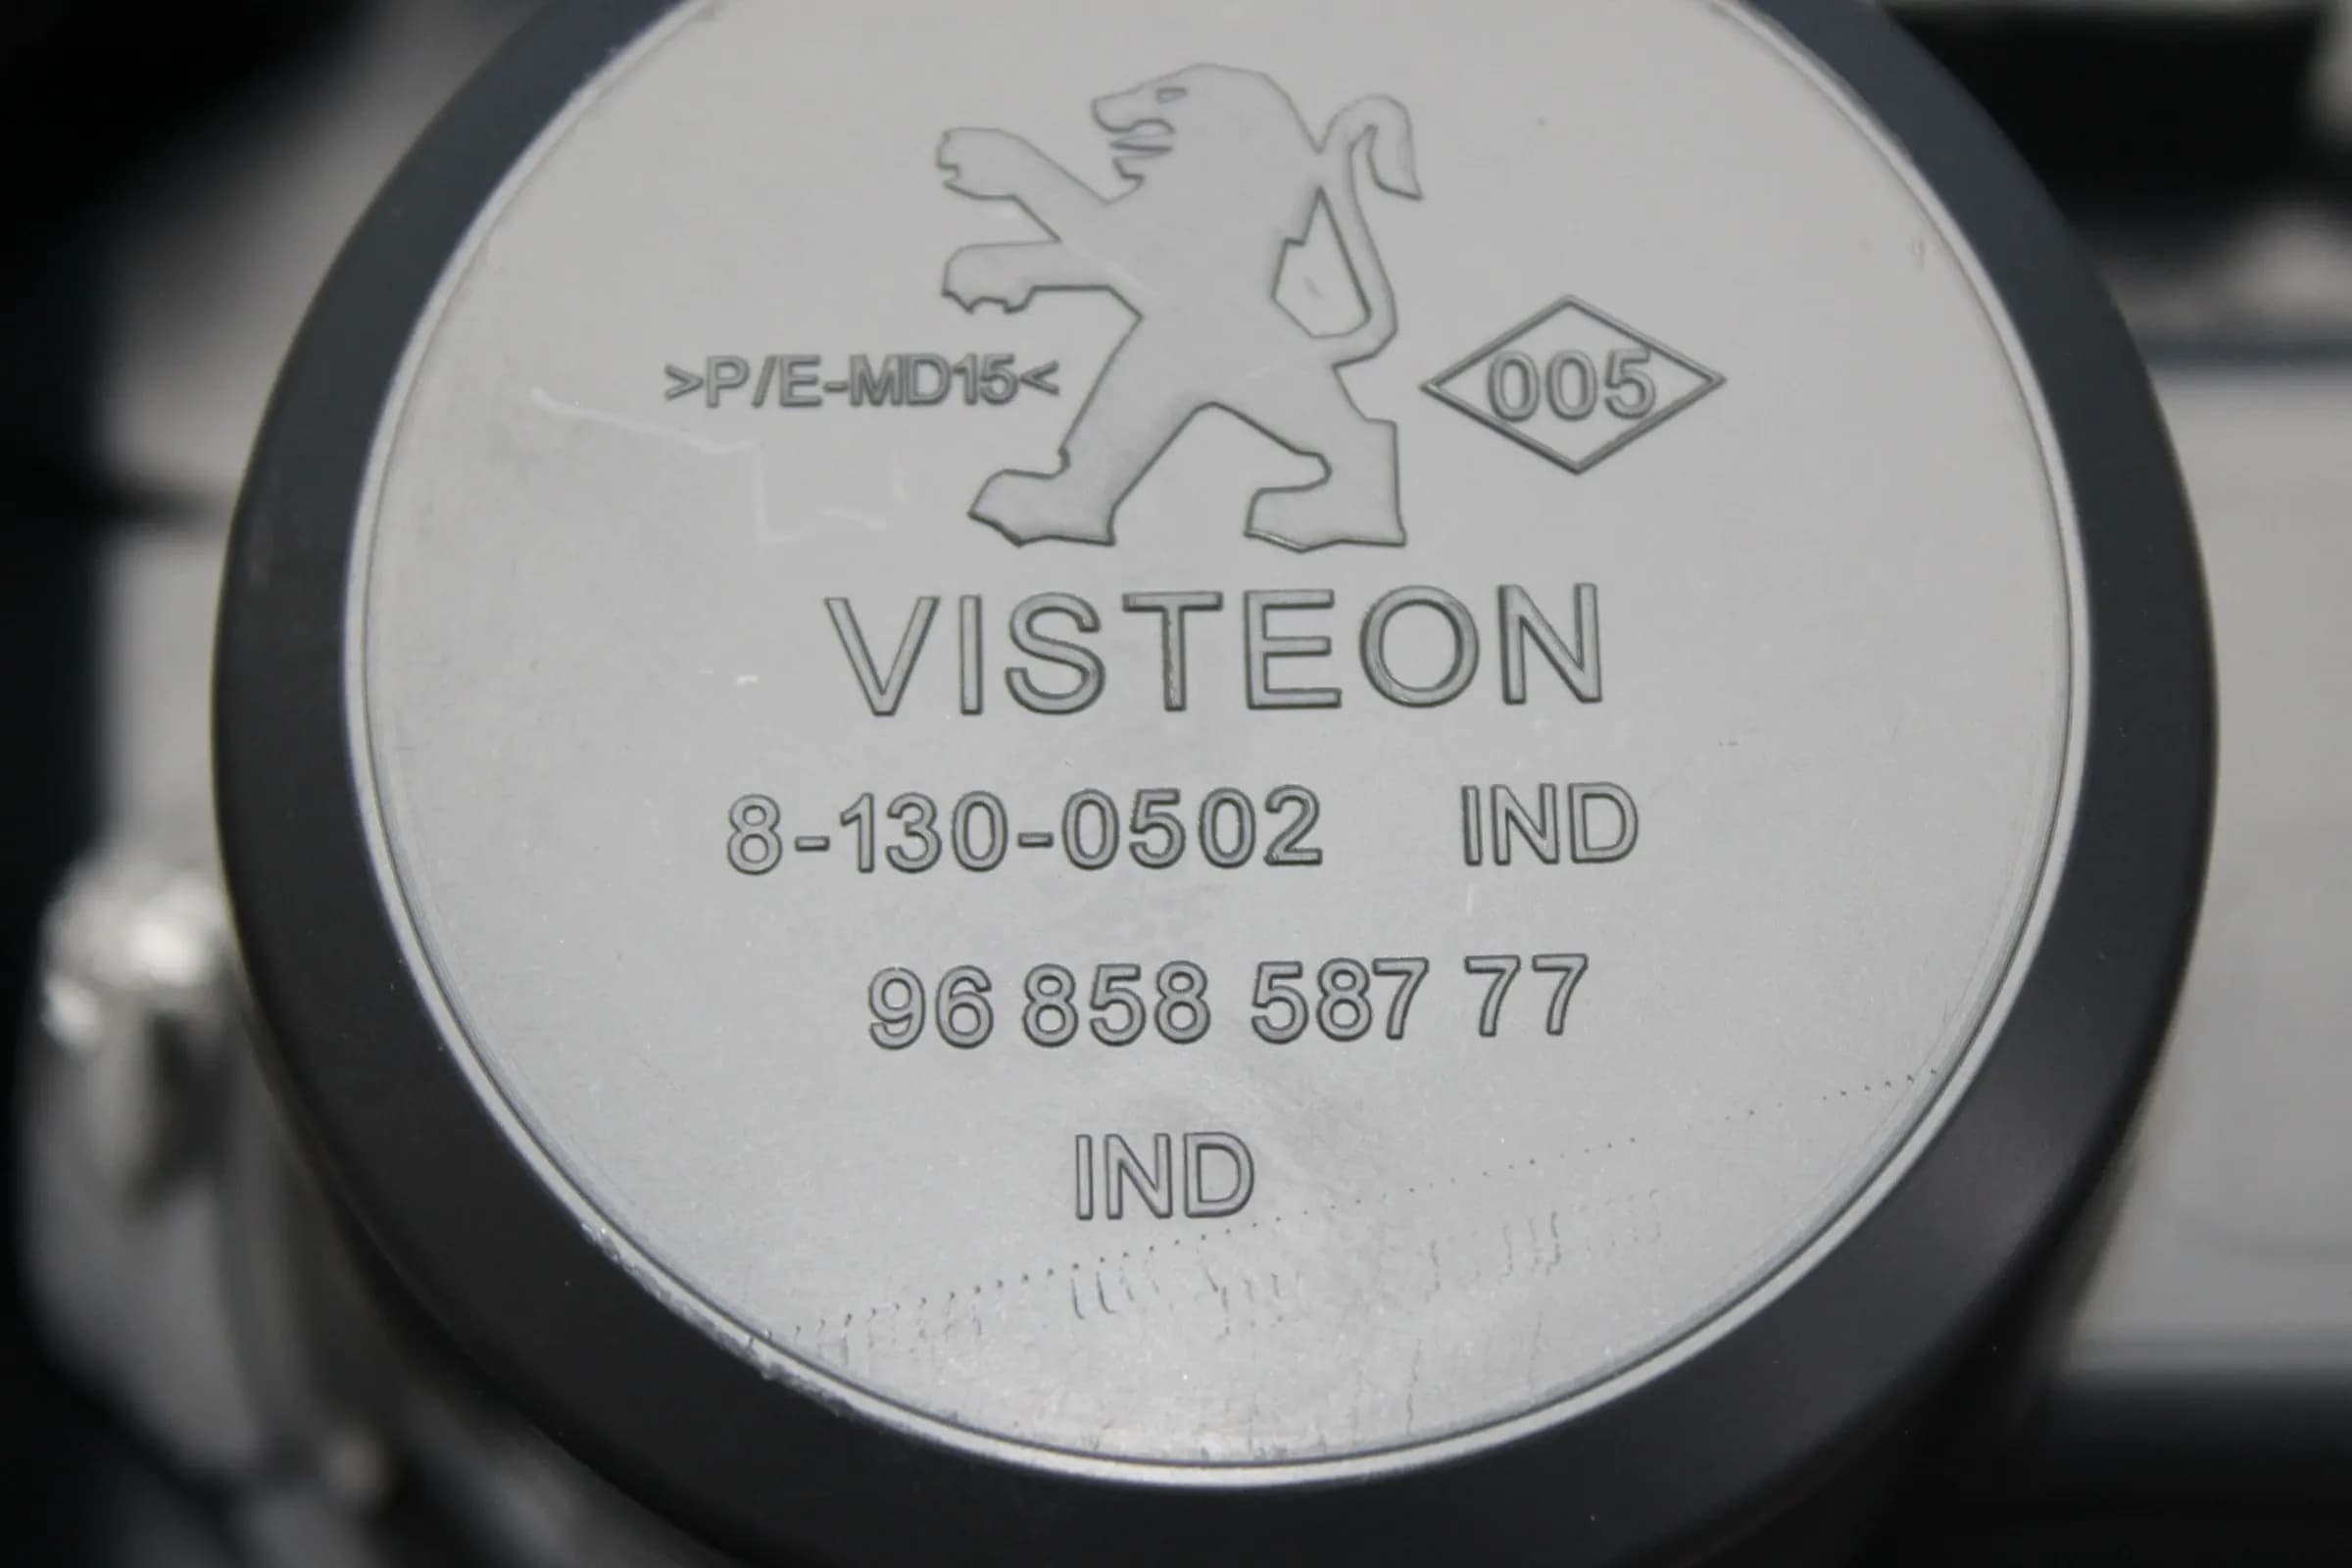 >P/E-MD15<
005
VISTEON
8-130-0502 IND
96 858 587 77
IND